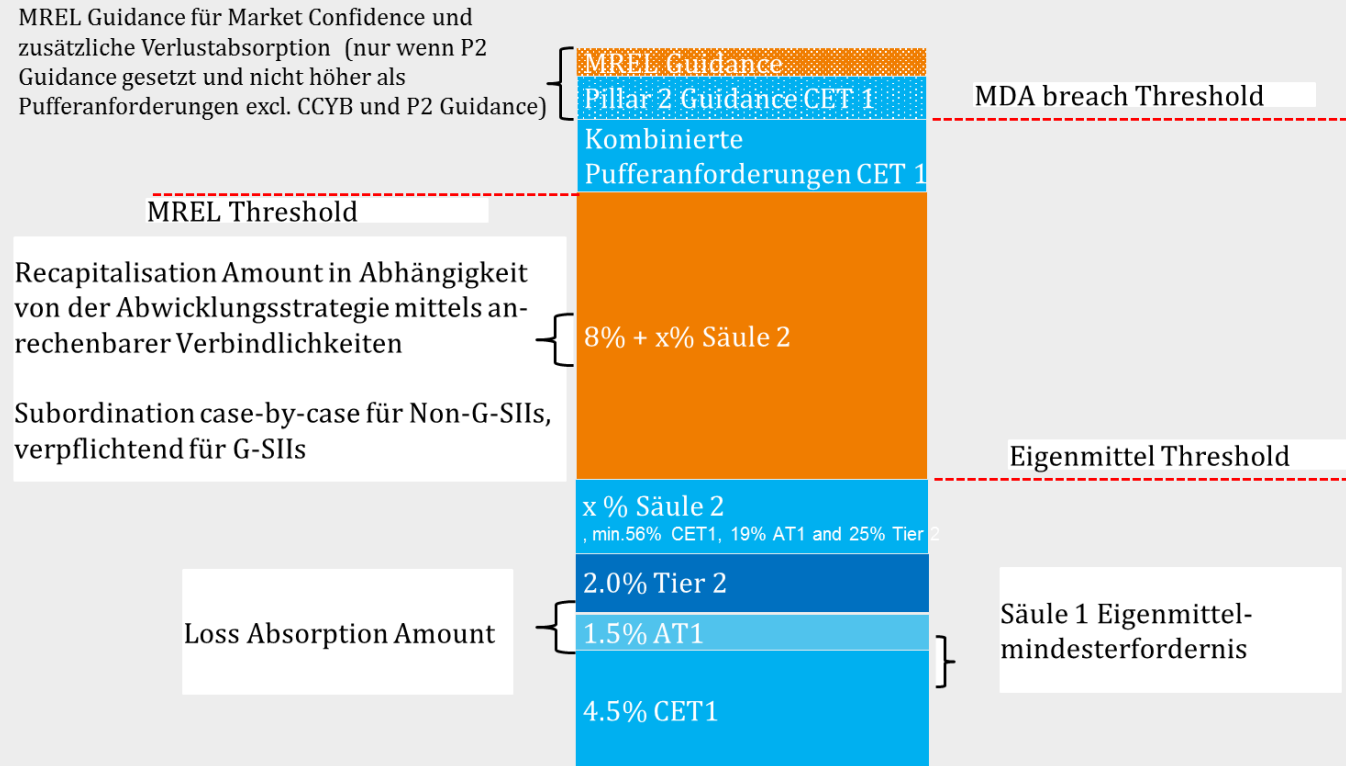 MREL Guidance für Market Confidence und
zusätzliche Verlustabsorption (nur wenn P2
Guidance gesetzt und nicht höher als
Pufferanforderungen excl. CCYB und P2 Guidance)
MREL Guidance
Pillar 2 Guidance CET 1
MDA breach Threshold
Kombinierte
Pufferanforderungen CET 1
MREL Threshold
Recapitalisation Amount in Abhängigkeit
von der Abwicklungsstrategie mittels an-
rechenbarer Verbindlichkeiten
Subordination case-by-case für Non-G-SIIs,
verpflichtend für G-SIIs
8% + x% Säule 2
Eigenmittel Threshold
x % Säule 2
, min.56% CET1, 19% AT1 and 25% Tier 2
2.0% Tier 2
Loss Absorption Amount
1.5% AT1
Säule 1 Eigenmittel-
mindesterfordernis
4.5% CET1